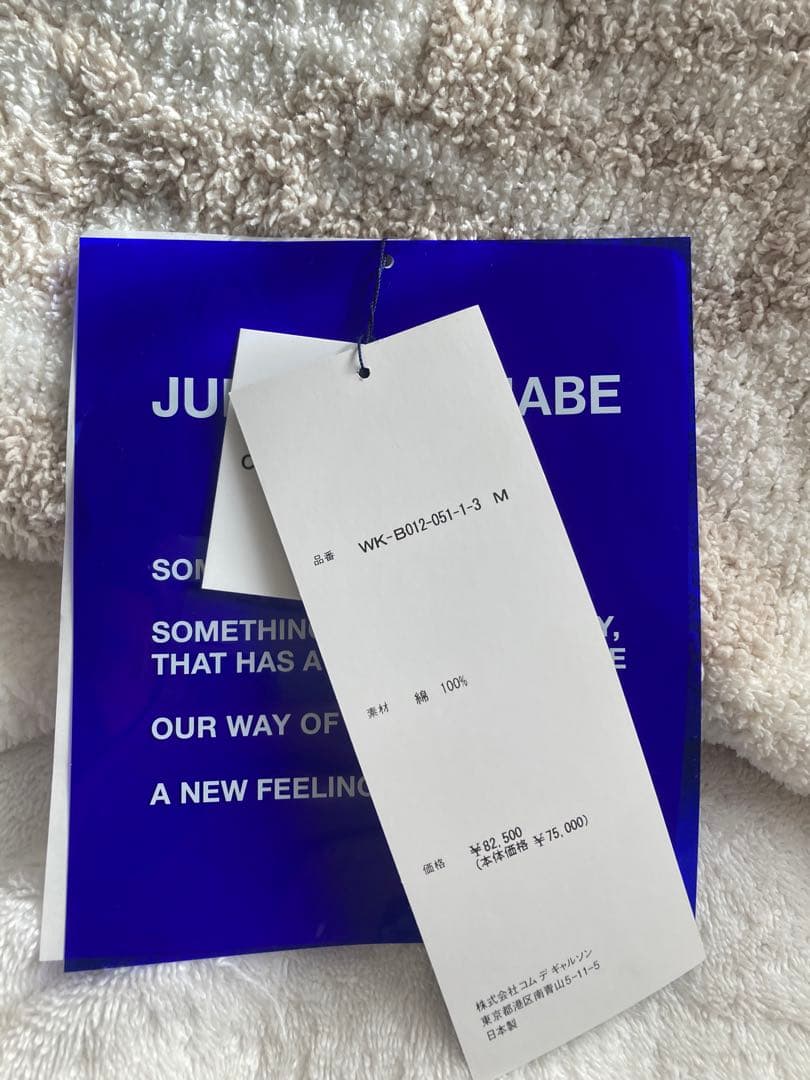 JU ABE
SOM
SOMETHING Y,
THAT HAS A E
OUR WAY OF
A NEW FEELING
品番 WK-B012-051-1-3 M
素材 綿 100%
価格 ¥82,500
(本体価格 ¥75,000)
株式会社コム デ ギャルソン
東京都港区南青山5-11-5
日本製